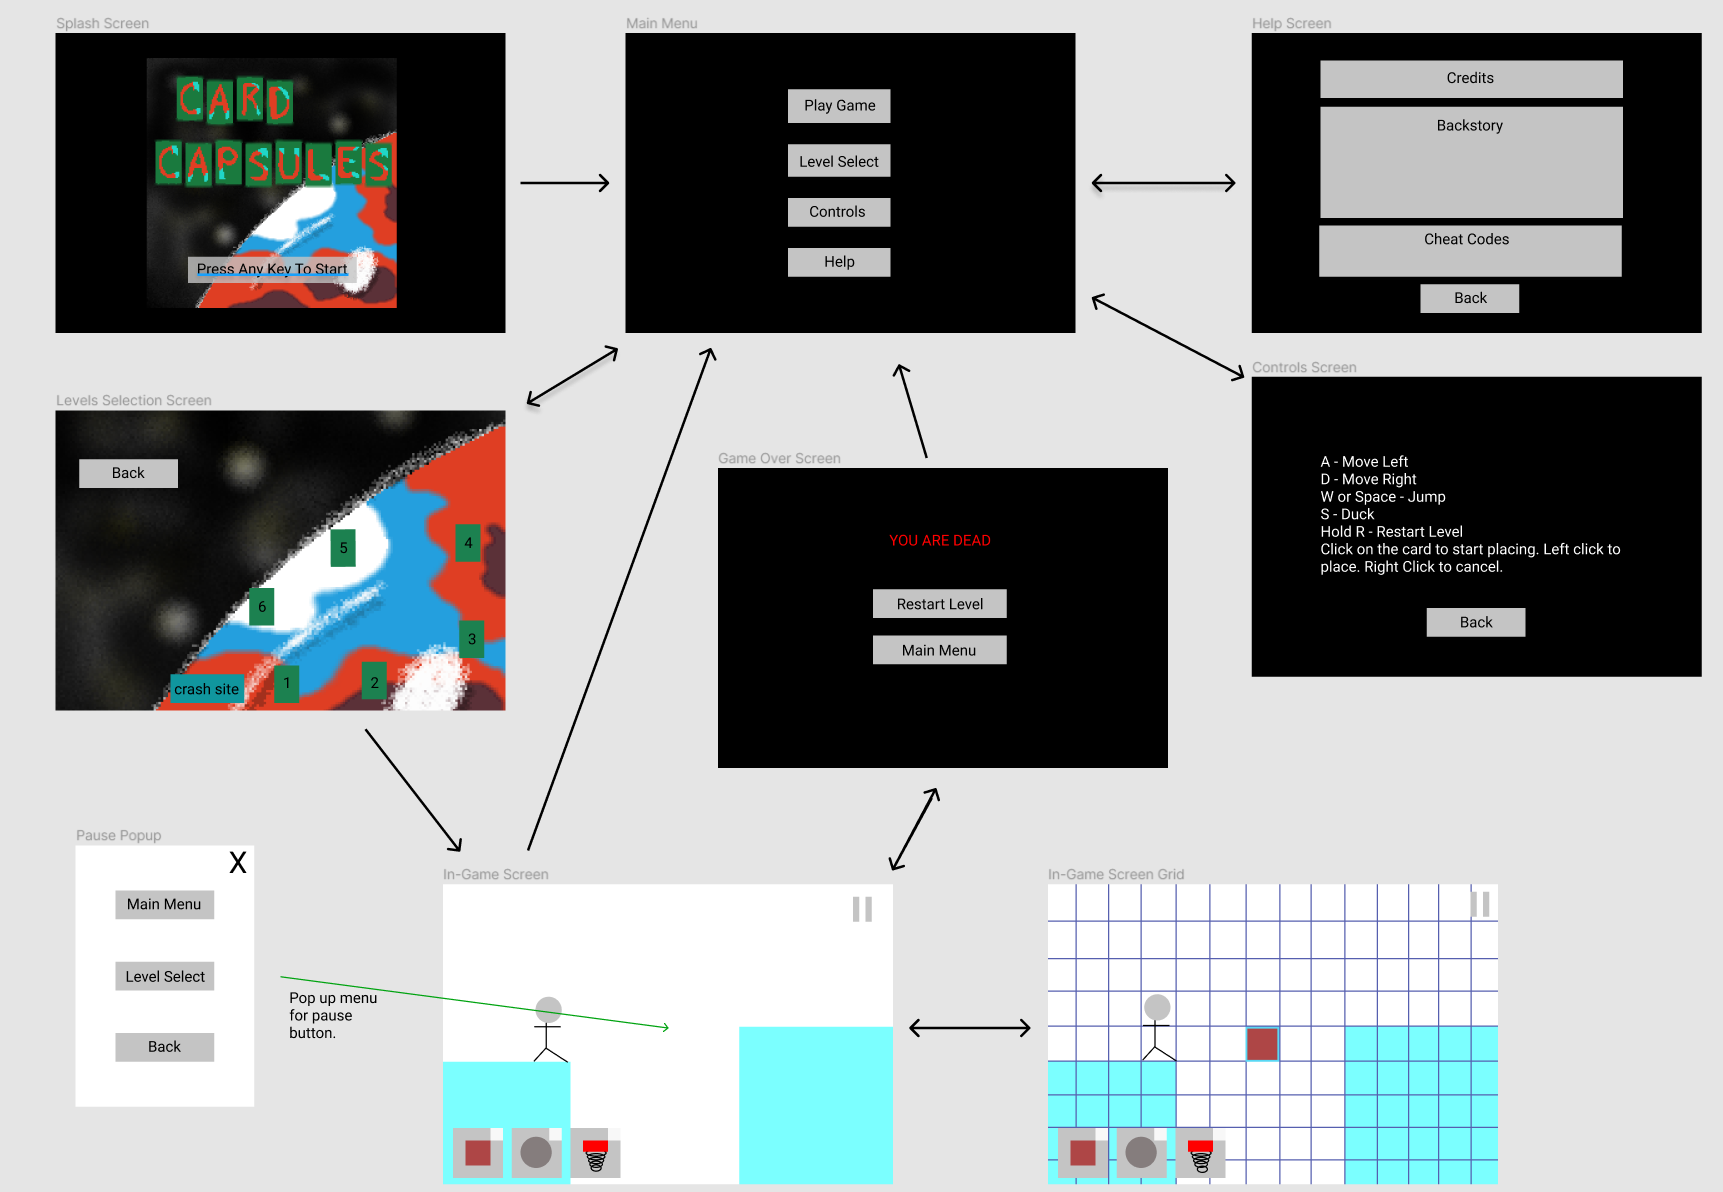 Splash Screen
CARD
CAPSULES
Press Any Key To Start
Main Menu
Play Game
Level Select
Controls
Help
Help Screen
Credits
Backstory
Cheat Codes
Back
Levels Selection Screen
Back
5
4
6
3
crash site
1
2
Game Over Screen
YOU ARE DEAD
Restart Level
Main Menu
Controls Screen
A - Move Left
D - Move Right
W or Space - Jump
S - Duck
Hold R - Restart Level
Click on the card to start placing. Left click to
place. Right Click to cancel.
Back
Pause Popup
X
Main Menu
Level Select
Back
Pop up menu
for pause
button.
In-Game Screen
In-Game Screen Grid